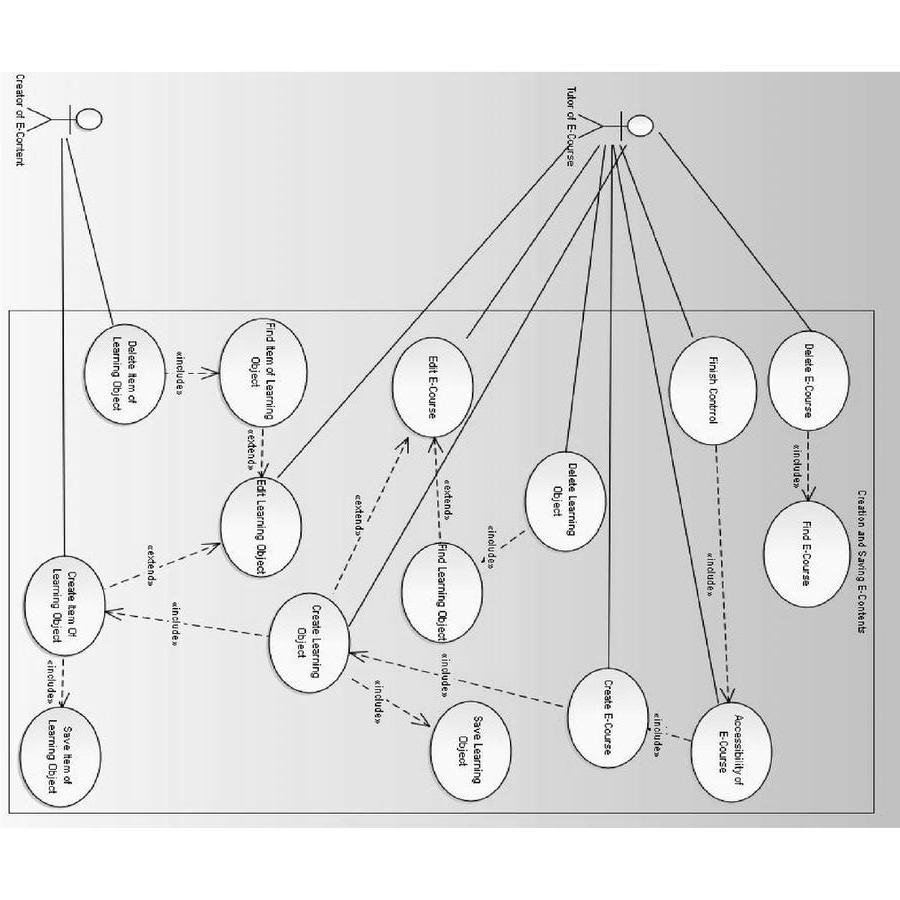 Creation and Saving E-Contents
Tutor of E-Course
Creator of E-Content
Delete E-Course
«include»
Find E-Course
Finish Contrrol
«include»
Accessibility of
E-Course
«include»
Create E-Course
Delete Learning
Object
«include»
Find Learning Object
«extend»
Edit E-Course
«extend»
«include»
Save Learning
Object
«include»
Create Learning
Object
Find Item of Learning
Object
«extend»
Edit Learning Object
«include»
Delete Item of
Learning Object
«extend»
«include»
Create Item Of
Learning Object
«include»
Save Item of
Learning Object